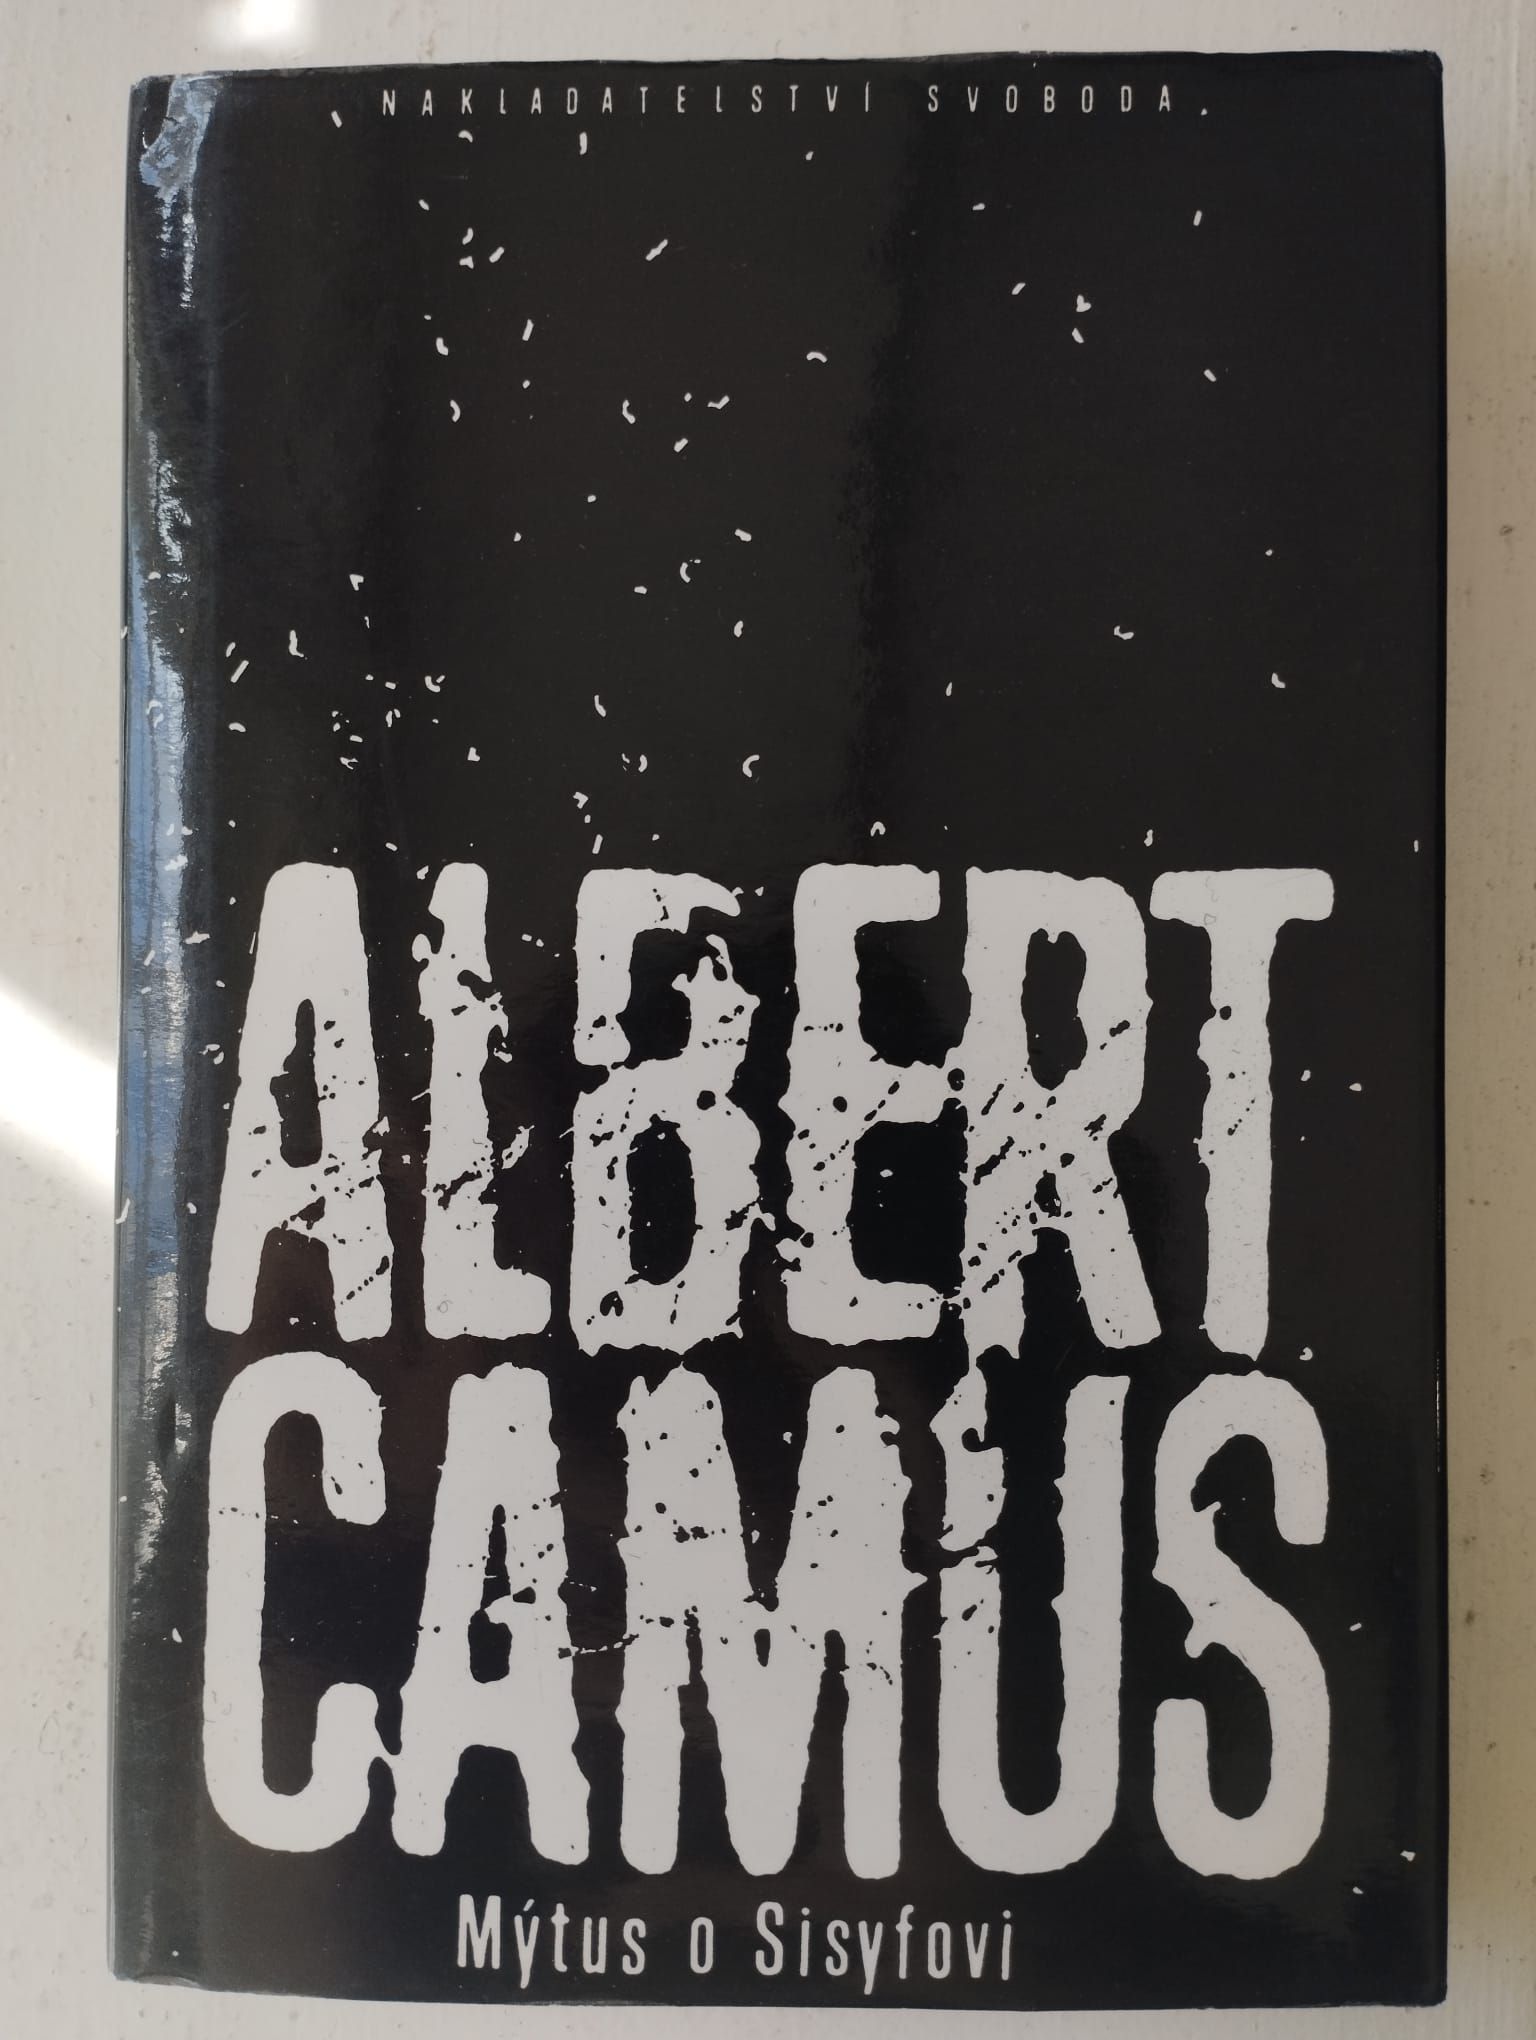 NAKLADATELSTVÍ SVOBODA
ALBERT
CAMUS
Mýtus o Sisyfovi